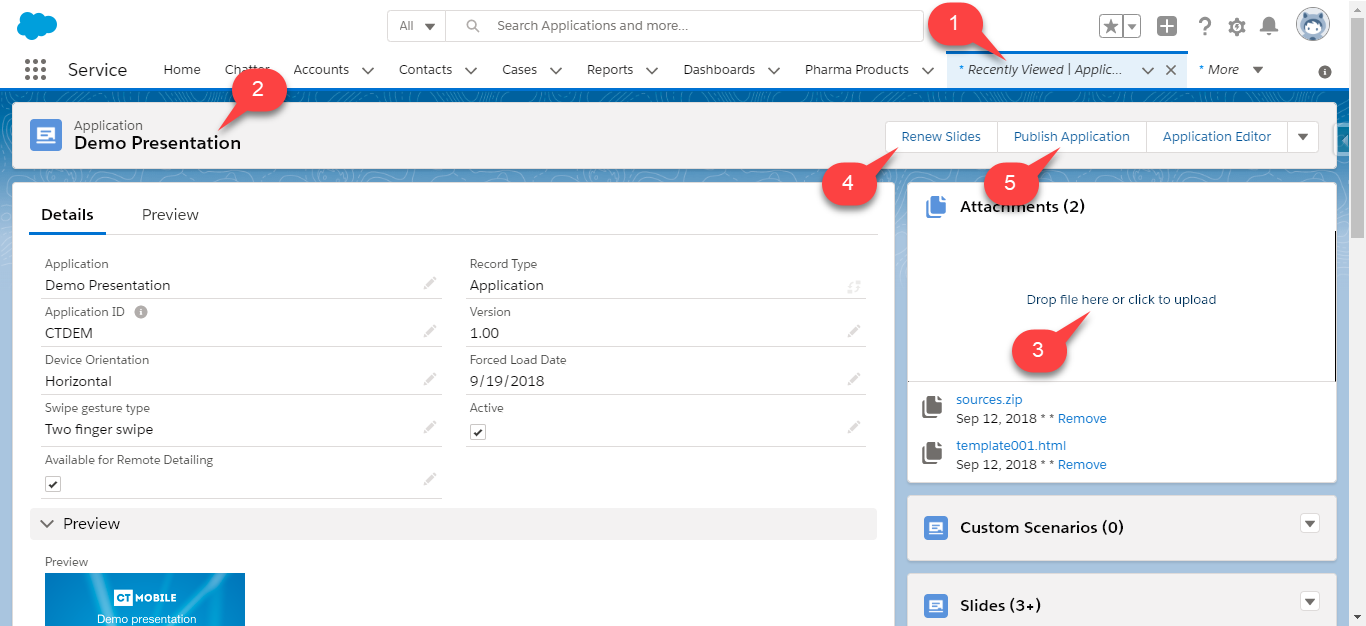 All
Search Applications and more...
1
Service
Home
Chatter
Accounts
Contacts
Cases
Reports
Dashboards
Pharma Products
* Recently Viewed | Applic...
* More
2
Application
Demo Presentation
Renew Slides
Publish Application
Application Editor
4
5
Details
Preview
Attachments (2)
Application
Demo Presentation
Record Type
Application
Application ID
CTDEM
Version
1.00
Device Orientation
Horizontal
Forced Load Date
9/19/2018
Swipe gesture type
Two finger swipe
Active
Available for Remote Detailing
Drop file here or click to upload
3
sources.zip
Sep 12, 2018 * * Remove
template001.html
Sep 12, 2018 * * Remove
Preview
Preview
CT MOBILE
Demo presentation
Custom Scenarios (0)
Slides (3+)